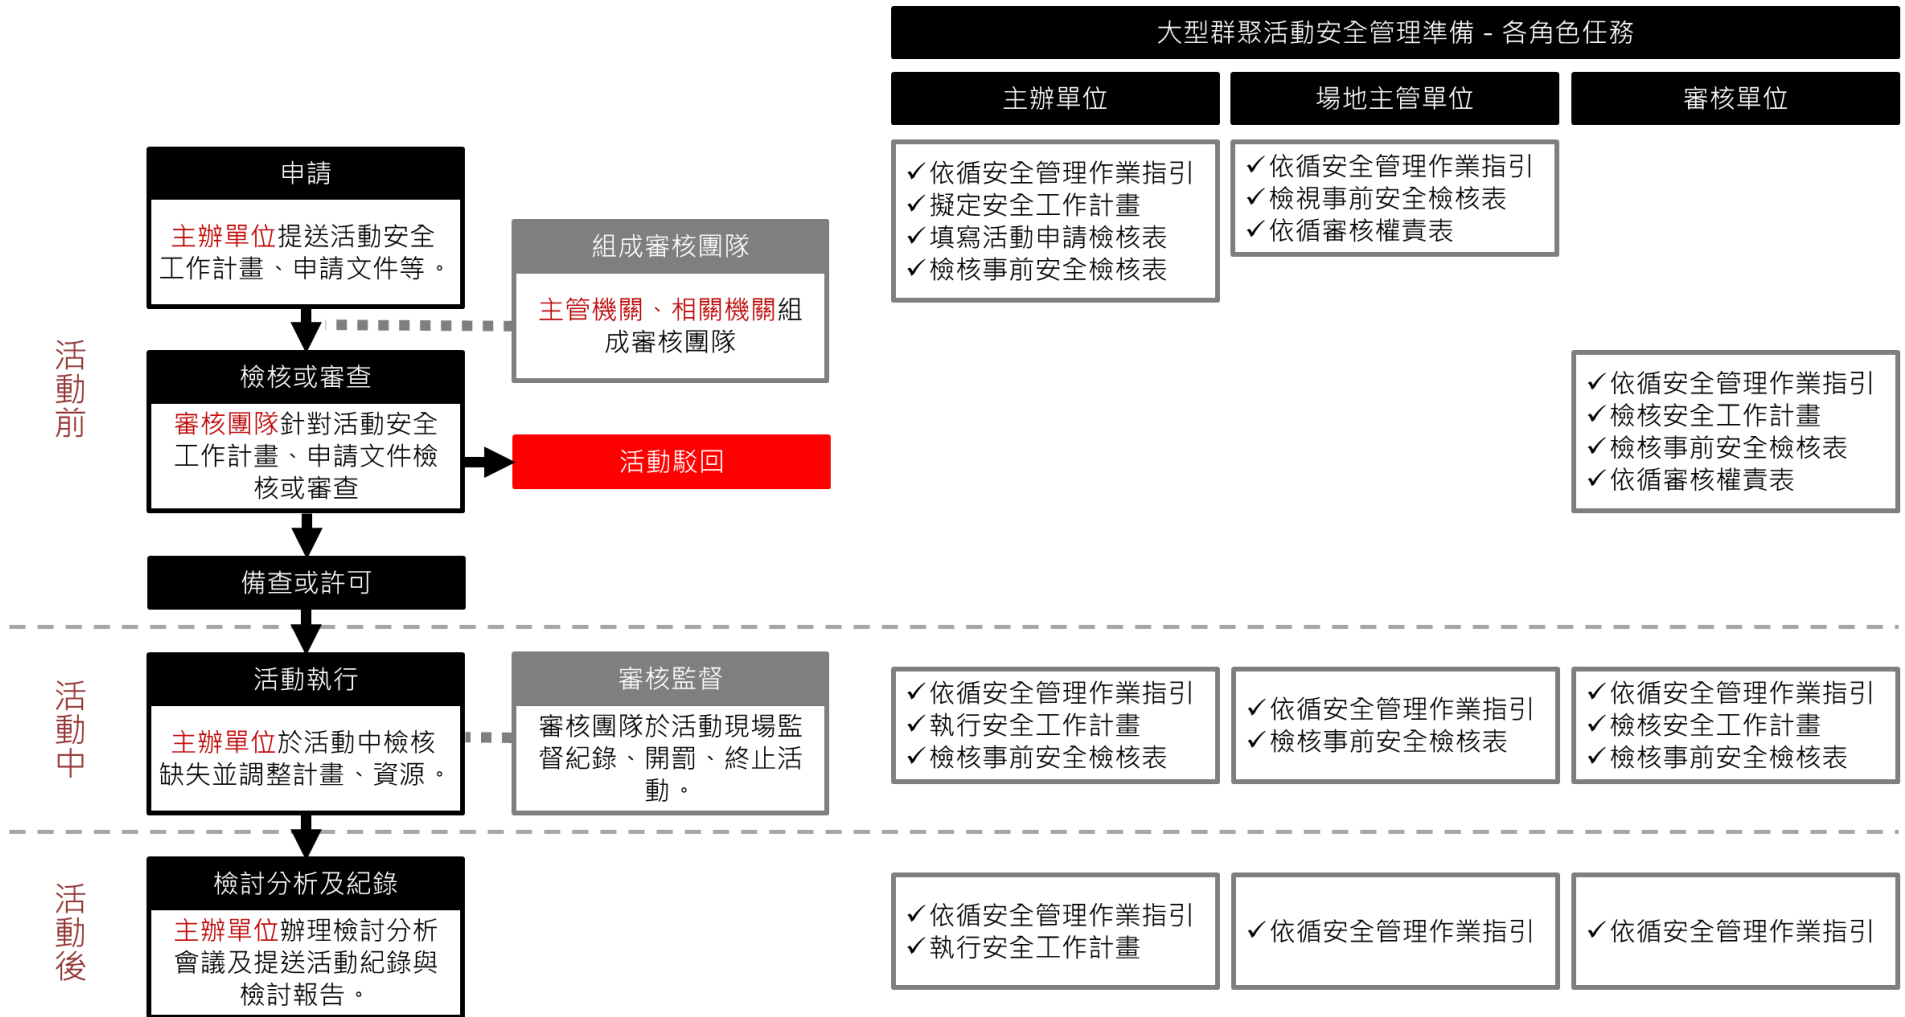 大型群聚活動安全管理準備 - 各角色任務
主辦單位
場地主管單位
審核單位
活動前
申請
主辦單位提送活動安全
工作計畫、申請文件等。
組成審核團隊
主管機關、相關機關組
成審核團隊
檢核或審查
審核團隊針對活動安全
工作計畫、申請文件檢
核或審查
活動駁回
備查或許可
✓依循安全管理作業指引
✓擬定安全工作計畫
✓填寫活動申請檢核表
✓檢核事前安全檢核表
✓依循安全管理作業指引
✓檢視事前安全檢核表
✓依循審核權責表
✓依循安全管理作業指引
✓檢核安全工作計畫
✓檢核事前安全檢核表
✓依循審核權責表
活動中
活動執行
主辦單位於活動中檢核
缺失並調整計畫、資源。
審核監督
審核團隊於活動現場監
督紀錄、開罰、終止活
動。
✓依循安全管理作業指引
✓執行安全工作計畫
✓檢核事前安全檢核表
✓依循安全管理作業指引
✓檢核事前安全檢核表
✓依循安全管理作業指引
✓檢核安全工作計畫
✓檢核事前安全檢核表
活動後
檢討分析及紀錄
主辦單位辦理檢討分析
會議及提送活動紀錄與
檢討報告。
✓依循安全管理作業指引
✓執行安全工作計畫
✓依循安全管理作業指引
✓依循安全管理作業指引